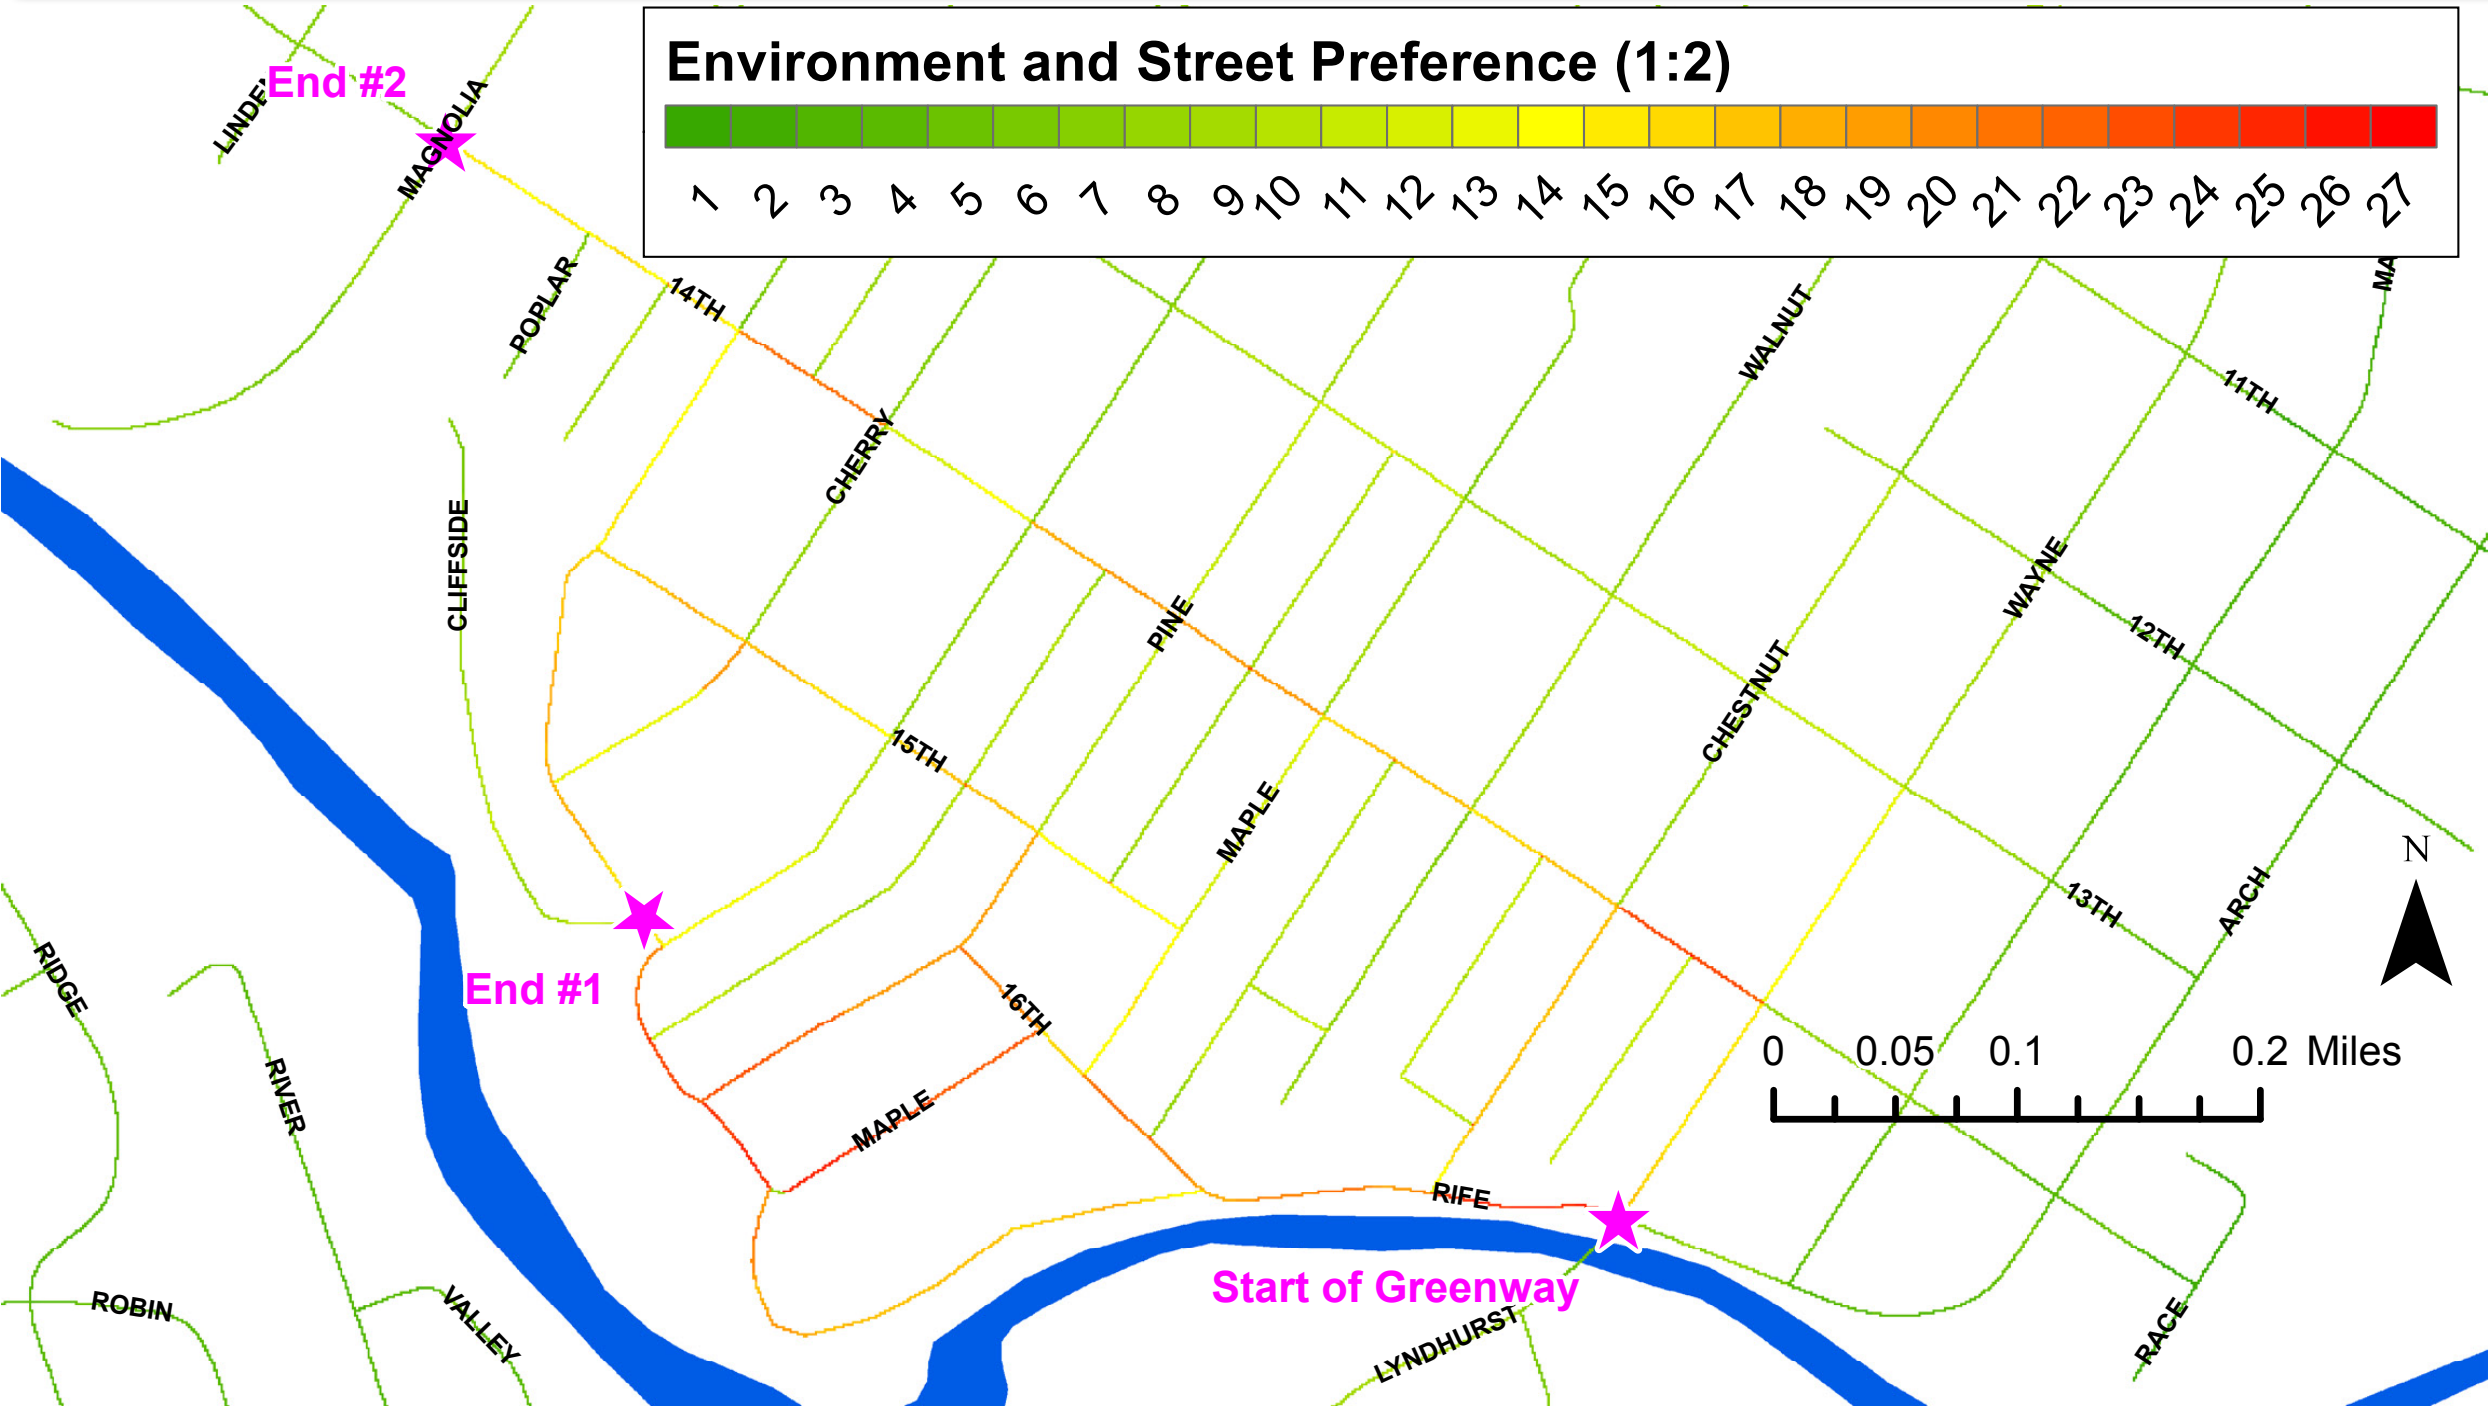 Environment and Street Preference (1:2)
1 2 3 4 5 6 7 8 9 10 11 12 13 14 15 16 17 18 19 20 21 22 23 24 25 26 27
End #2
LINDE
MAGNOLIA
POPLAR
14TH
WALNUT
MA
11TH
CHERRY
CLIFFSIDE
PINE
WAYNE
12TH
CHESTNUT
15TH
MAPLE
N
13TH
ARCH
RIDGE
End #1
16TH
0 0.05 0.1 0.2 Miles
RIVER
MAPLE
RIFE
Start of Greenway
ROBIN
VALLEY
LYNDHURST
RACE